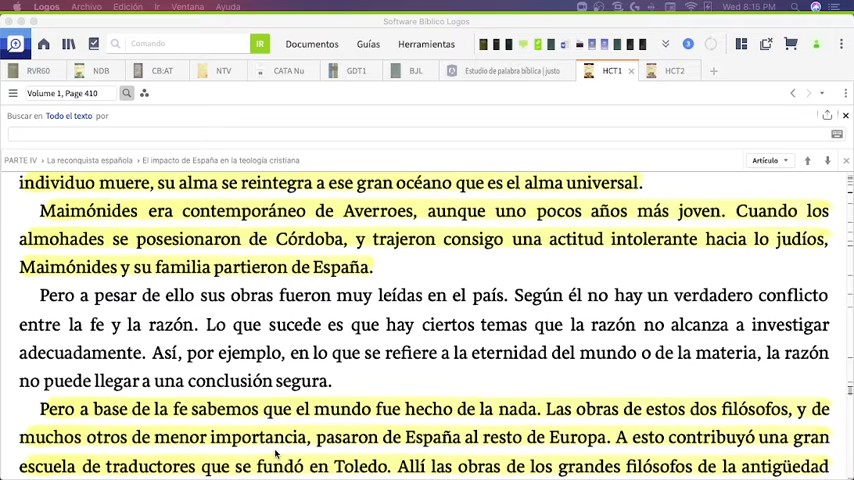 Logos Archivo Edición Ir Ventana Ayuda Wed 8:15 PM
Software Bíblico Logos
Comando IR Documentos Guías Herramientas 3
RVR60 NDB CB:AT NTV CATA Nu GDT1 BJL Estudio de palabra bíblica | justo HCT1 × HCT2 +
Volume 1, Page 410
Buscar en Todo el texto por
PARTE IV › La reconquista española › El impacto de España en la teología cristiana Artículo
individuo muere, su alma se reintegra a ese gran océano que es el alma universal.
Maimónides era contemporáneo de Averroes, aunque uno pocos años más joven. Cuando los
almohades se posesionaron de Córdoba, y trajeron consigo una actitud intolerante hacia lo judíos,
Maimónides y su familia partieron de España.
Pero a pesar de ello sus obras fueron muy leídas en el país. Según él no hay un verdadero conflicto
entre la fe y la razón. Lo que sucede es que hay ciertos temas que la razón no alcanza a investigar
adecuadamente. Así, por ejemplo, en lo que se refiere a la eternidad del mundo o de la materia, la razón
no puede llegar a una conclusión segura.
Pero a base de la fe sabemos que el mundo fue hecho de la nada. Las obras de estos dos filósofos, y de
muchos otros de menor importancia, pasaron de España al resto de Europa. A esto contribuyó una gran
escuela de traductores que se fundó en Toledo. Allí las obras de los grandes filósofos de la antigüedad